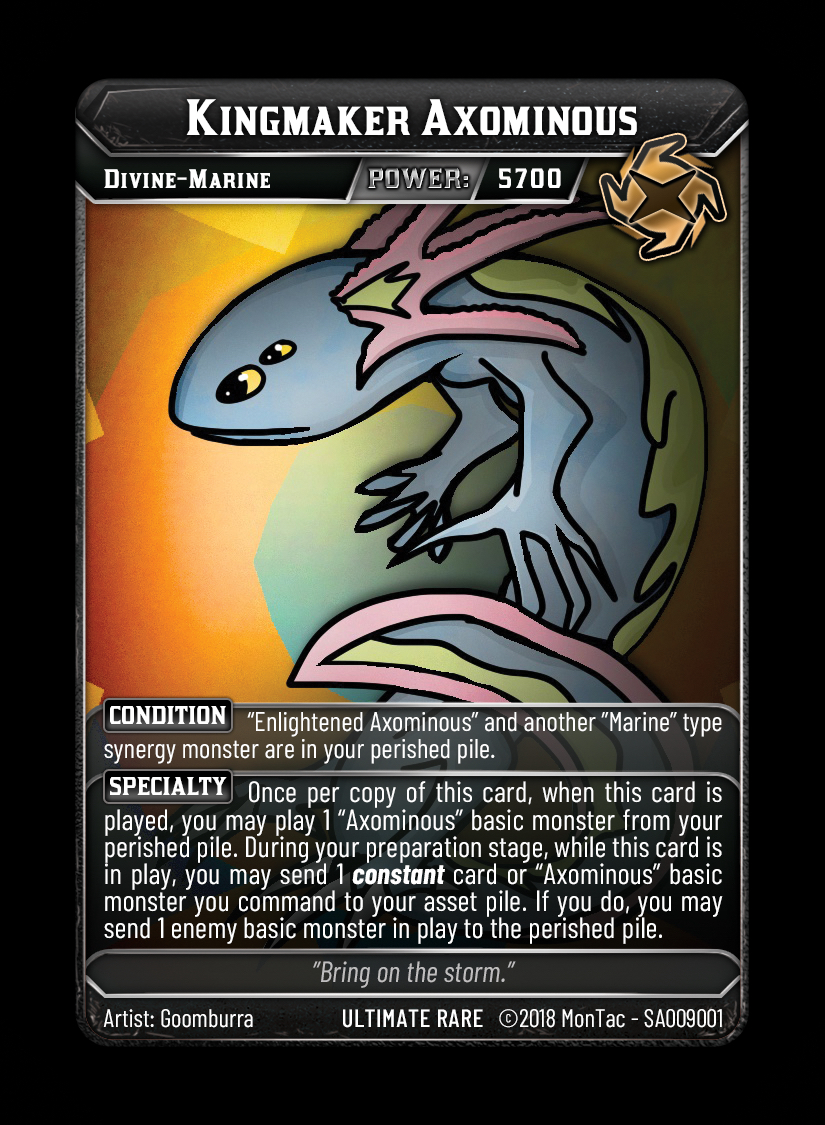 Kingmaker Axominous
Divine-Marine POWER: 5700
CONDITION "Enlightened Axominous" and another "Marine" type
synergy monster are in your perished pile.
SPECIALTY Once per copy of this card, when this card is
played, you may play 1 "Axominous" basic monster from your
perished pile. During your preparation stage, while this card is
in play, you may send 1 constant card or "Axominous" basic
monster you command to your asset pile. If you do, you may
send 1 enemy basic monster in play to the perished pile.
"Bring on the storm."
Artist: Goomburra ULTIMATE RARE ©2018 MonTac - SA009001